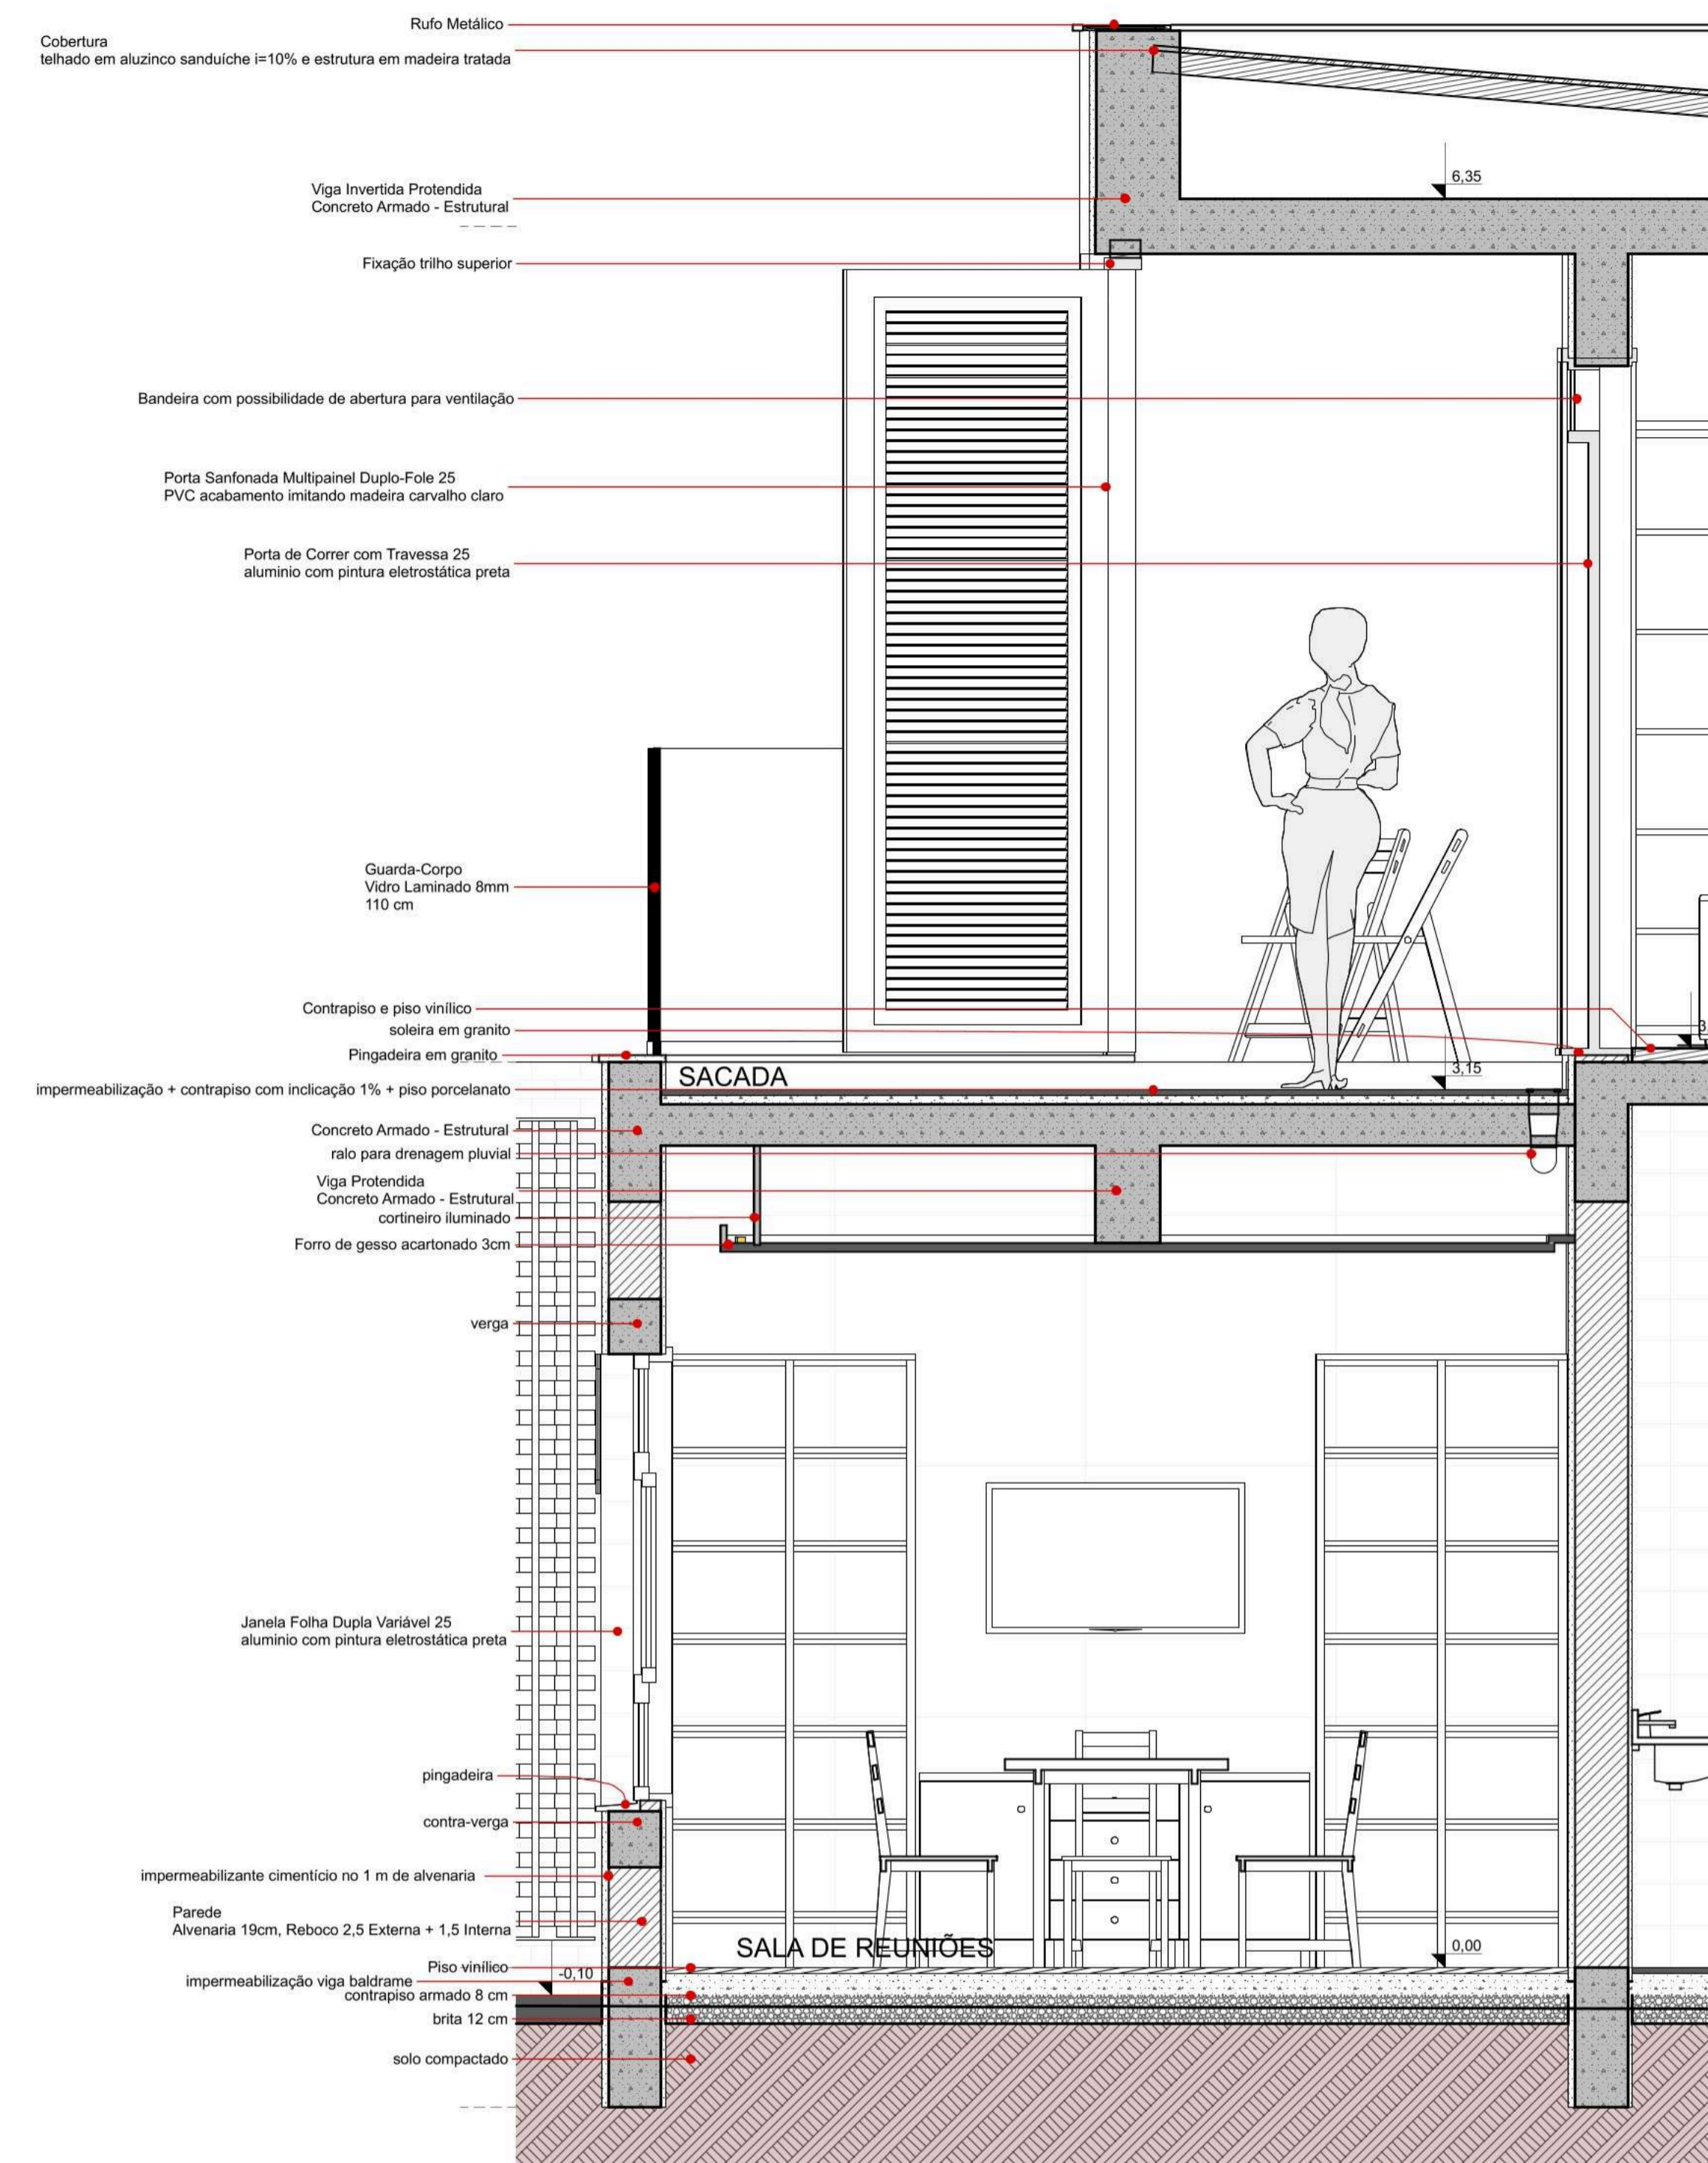 Rufo Metálico
Cobertura
telhado em aluzinco sanduíche i=10% e estrutura em madeira tratada
6,35
Viga Invertida Protendida
Concreto Armado - Estrutural
Fixação trilho superior
Bandeira com possibilidade de abertura para ventilação
Porta Sanfonada Multipainel Duplo-Fole 25
PVC acabamento imitando madeira carvalho claro
Porta de Correr com Travessa 25
aluminio com pintura eletrostática preta
Guarda-Corpo
Vidro Laminado 8mm
110 cm
Contrapiso e piso vinílico
soleira em granito
3
Pingadeira em granito
3,15
SACADA
impermeabilização + contrapiso com inclicação 1% + piso porcelanato
Concreto Armado - Estrutural
ralo para drenagem pluvial
Viga Protendida
Concreto Armado - Estrutural
cortineiro iluminado
Forro de gesso acartonado 3cm
verga
Janela Folha Dupla Variável 25
aluminio com pintura eletrostática preta
pingadeira
contra-verga
impermeabilizante cimentício no 1 m de alvenaria
Parede
Alvenaria 19cm, Reboco 2,5 Externa + 1,5 Interna
SALA DE REUNIÕES
0,00
Piso vinílico
-0,10
impermeabilização viga baldrame
contrapiso armado 8 cm
brita 12 cm
solo compactado